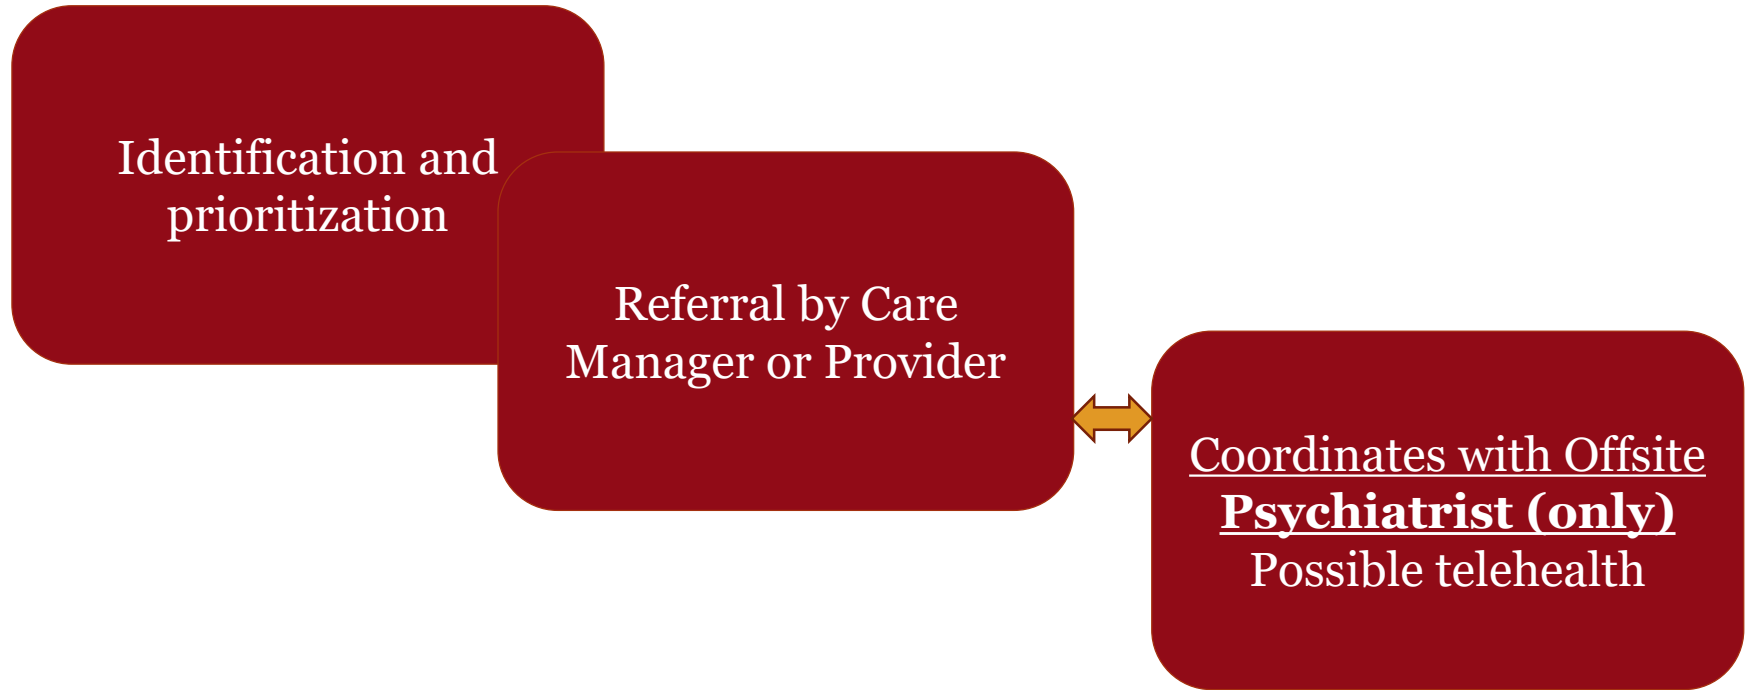 Identification and
prioritization
Referral by Care
Manager or Provider
Coordinates with Offsite
Psychiatrist (only)
Possible telehealth